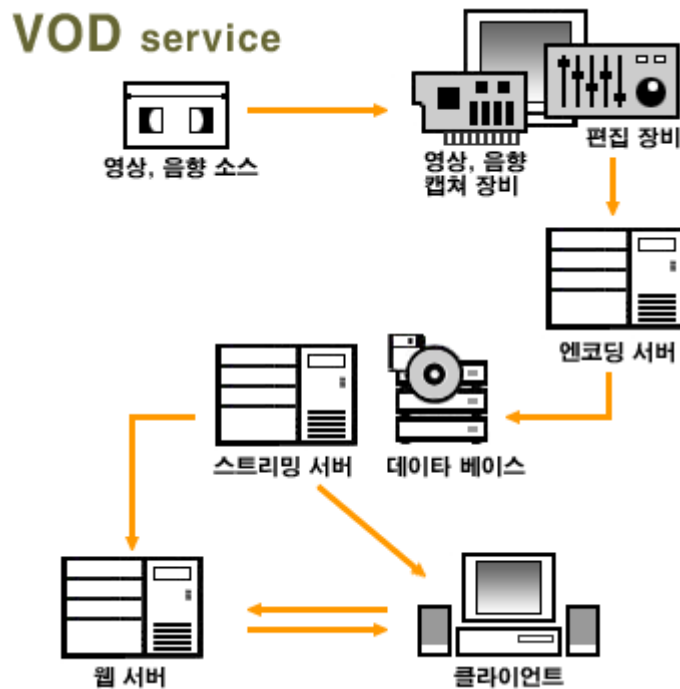 VOD service
영상, 음향 소스
영상, 음향
캡쳐 장비
편집 장비
엔코딩 서버
스트리밍 서버
데이타 베이스
웹 서버
클라이언트